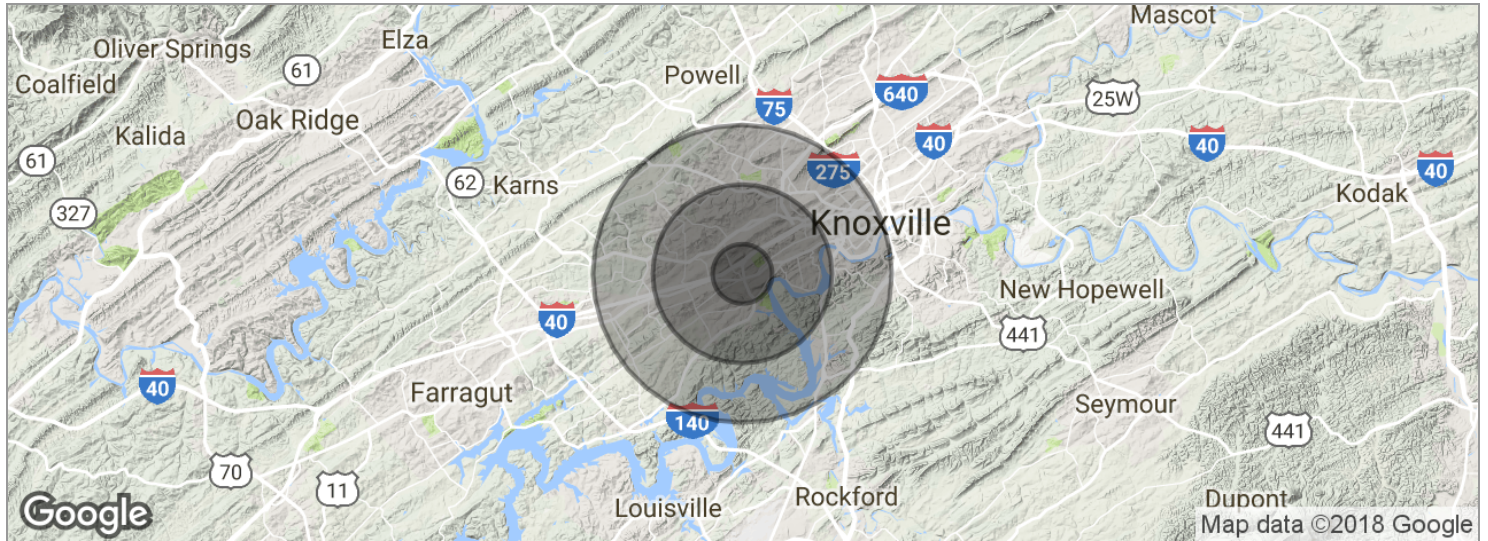 Mascot
Oliver Springs
Elza
61
Coalfield
Powell
75
640
25W
Oak Ridge
Kalida
40
40
61
275
40
62
Karns
Kodak
327
Knoxville
New Hopewell
40
441
40
Farragut
140
Seymour
441
70
11
Louisville
Rockford
Dupont
Google
Map data ©2018 Google